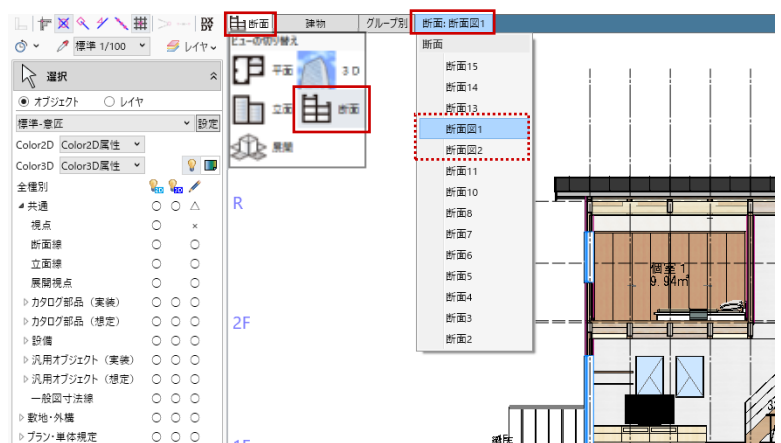 断面
建物
グループ別
断面: 断面図1
標準 1/100
レイヤ
選択
オブジェクト
レイヤ
標準-意匠
設定
Color2D
Color2D属性
Color3D
Color3D属性
全種別
2D
3D
共通
視点
断面線
立面線
展開視点
カタログ部品（実装）
カタログ部品（想定）
設備
汎用オブジェクト（実装）
汎用オブジェクト（想定）
一般図寸法線
敷地・外構
プラン・単体規定
ビューの切り替え
平面
3D
立面
断面
展開
R
2F
1F
断面
断面15
断面14
断面13
断面図1
断面図2
断面11
断面10
断面8
断面7
断面6
断面5
断面4
断面3
断面2
個室1
9.94㎡